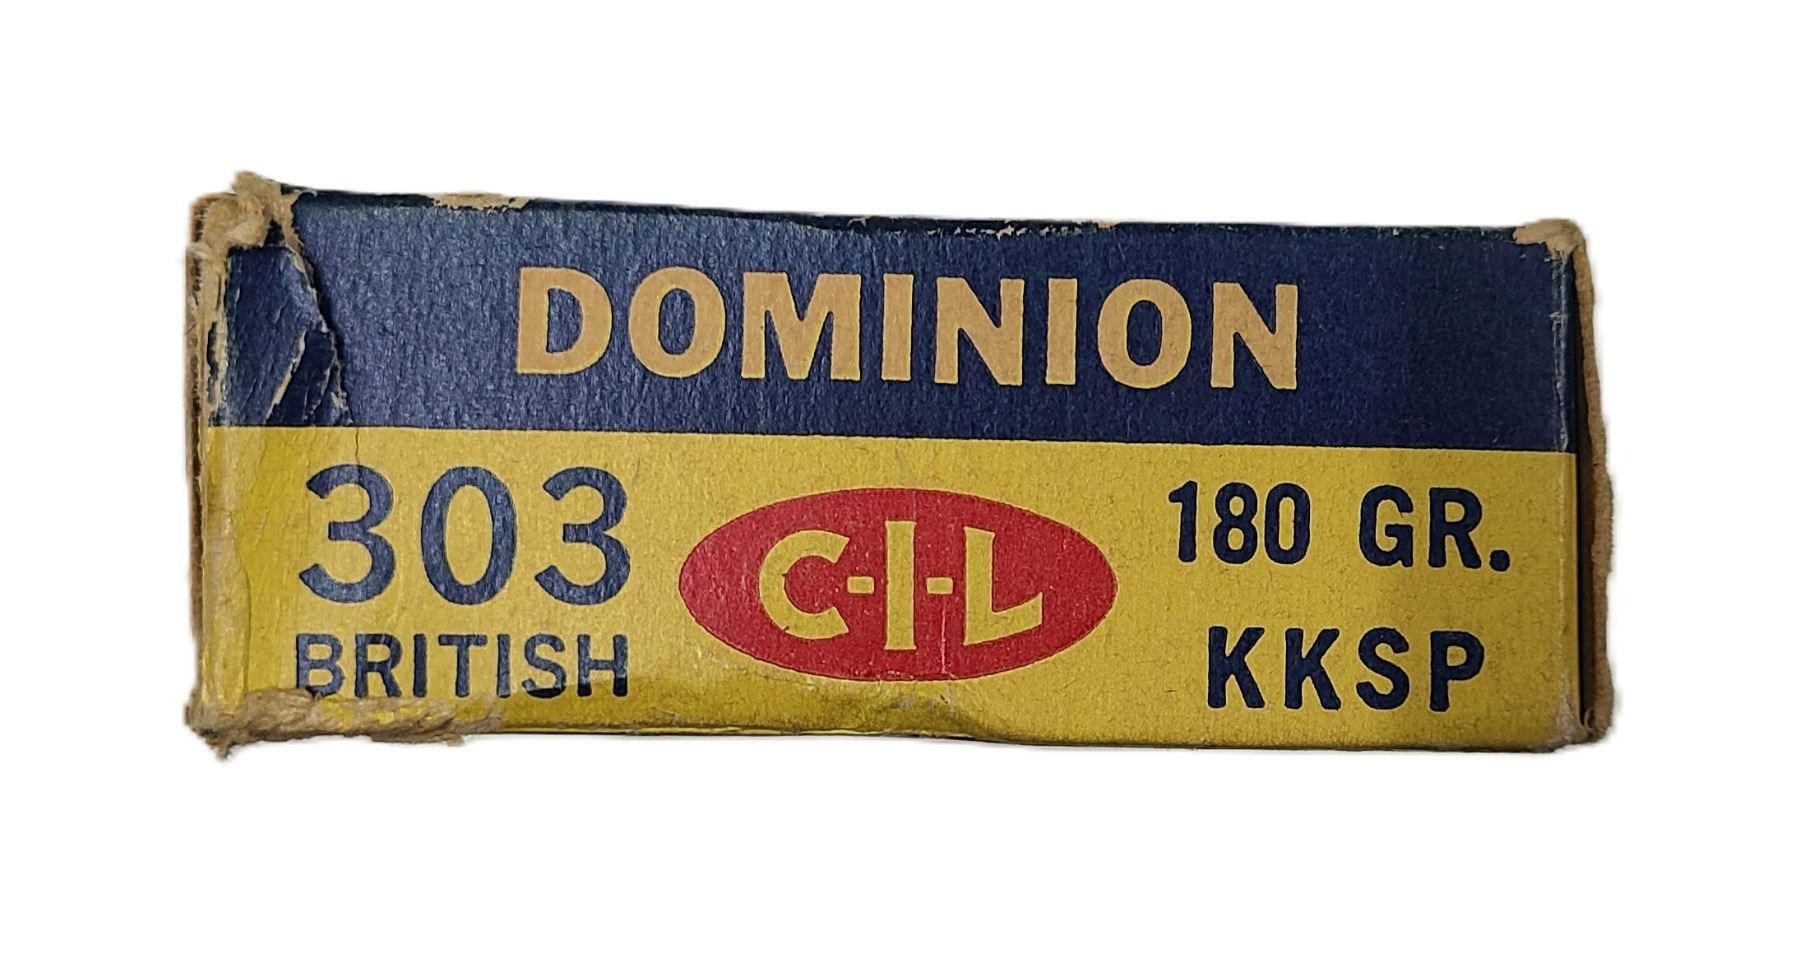 DOMINION
303
BRITISH
C-I-L
180 GR.
KKSP